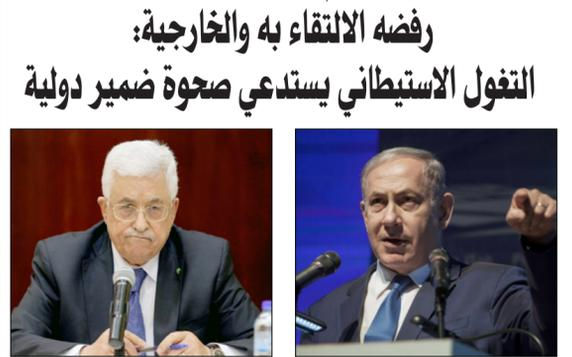 رفضه الالتقاء به والخارجية:
التغول الاستيطاني يستدعي صحوة ضمير دولية